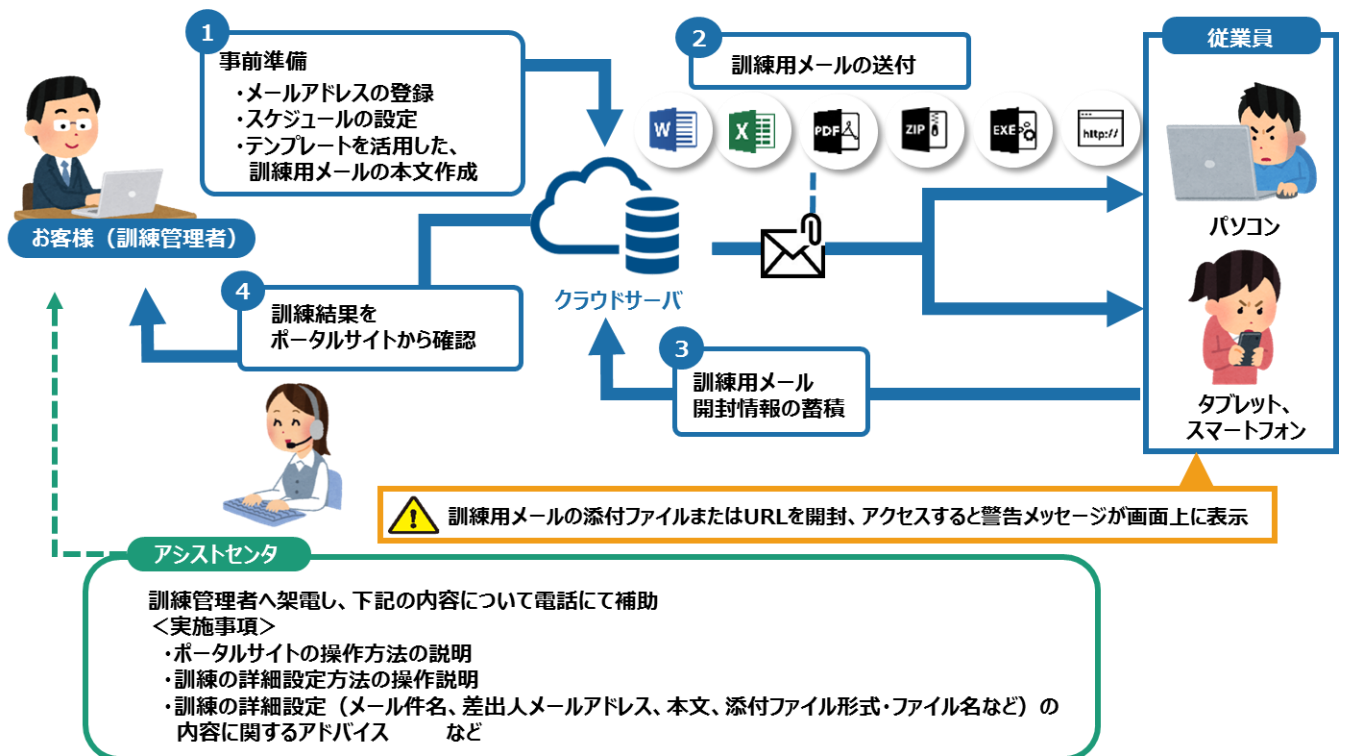 1
事前準備
・メールアドレスの登録
・スケジュールの設定
・テンプレートを活用した、
訓練用メールの本文作成
2
訓練用メールの送付
W
X
PDF
ZIP
EXE
http://
従業員
パソコン
タブレット、
スマートフォン
お客様（訓練管理者）
クラウドサーバ
4
訓練結果を
ポータルサイトから確認
3
訓練用メール
開封情報の蓄積
訓練用メールの添付ファイルまたはURLを開封、アクセスすると警告メッセージが画面上に表示
アシストセンタ
訓練管理者へ架電し、下記の内容について電話にて補助
＜実施事項＞
・ポータルサイトの操作方法の説明
・訓練の詳細設定方法の操作説明
・訓練の詳細設定（メール件名、差出人メールアドレス、本文、添付ファイル形式・ファイル名など）の
内容に関するアドバイス　　など